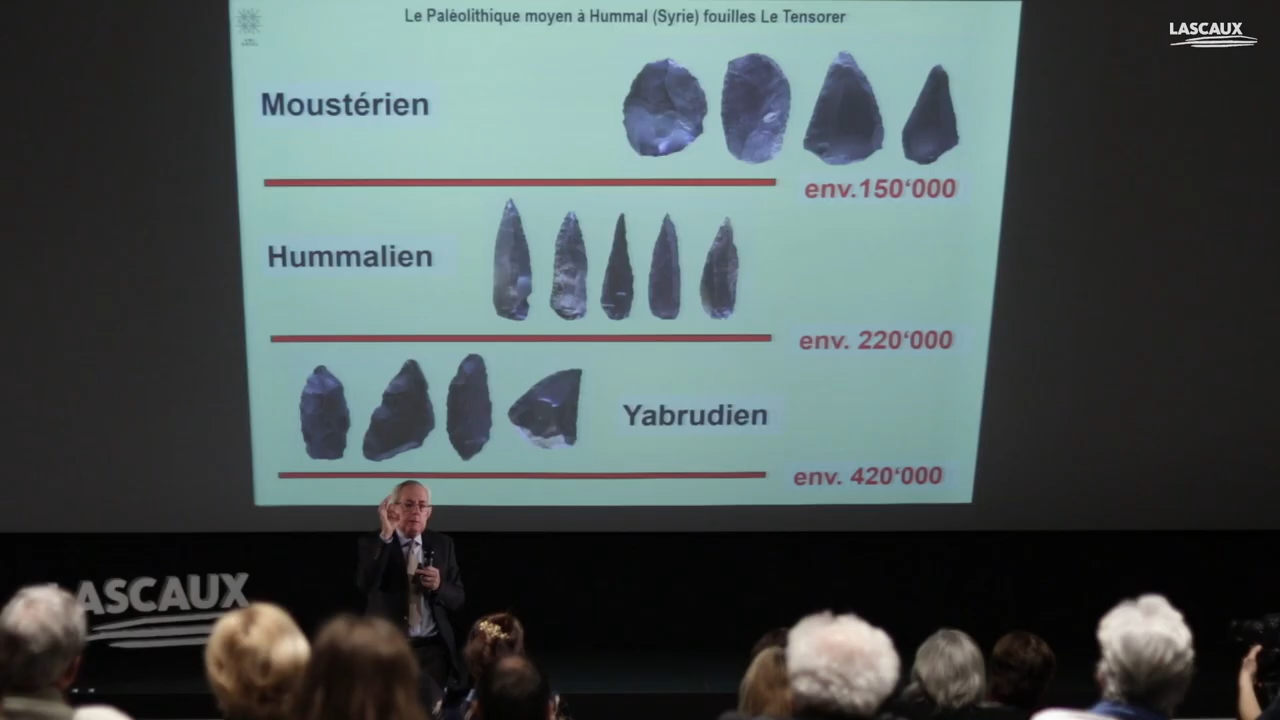 Le Paléolithique moyen à Hummal (Syrie) fouilles Le Tensorer
LASCAUX
Moustérien
env.150‘000
Hummalien
env. 220‘000
Yabrudien
env. 420‘000
LASCAUX